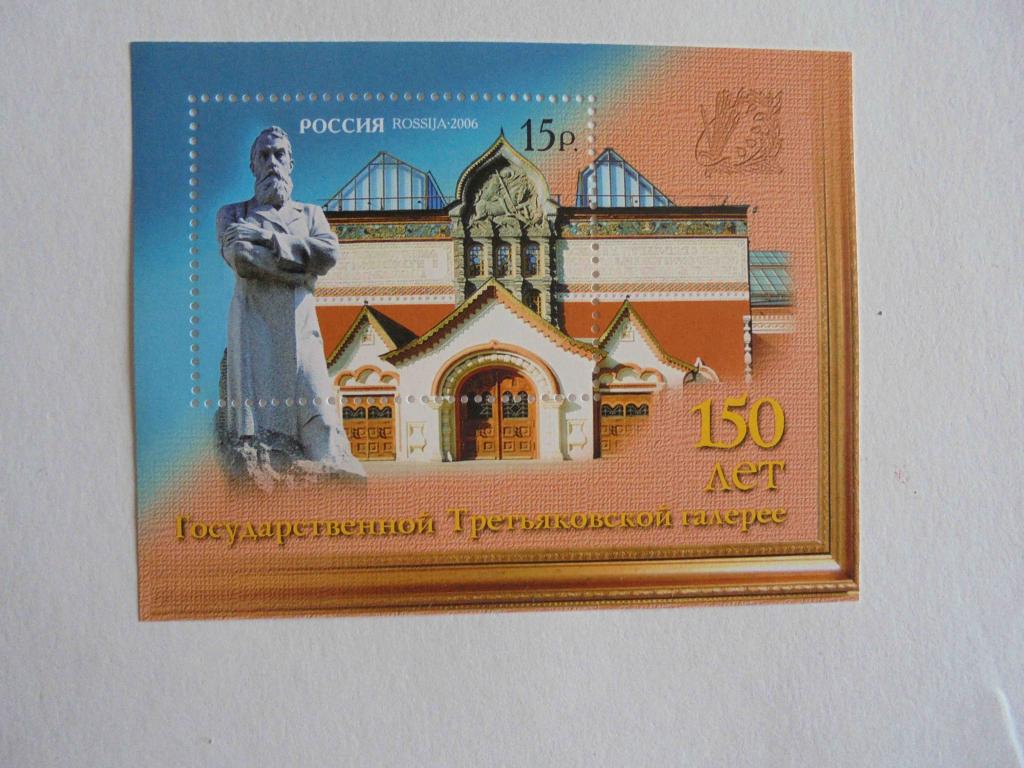 РОССИЯ ROSSIJA·2006
15р.
150
лет
Государственной Третьяковской галерее